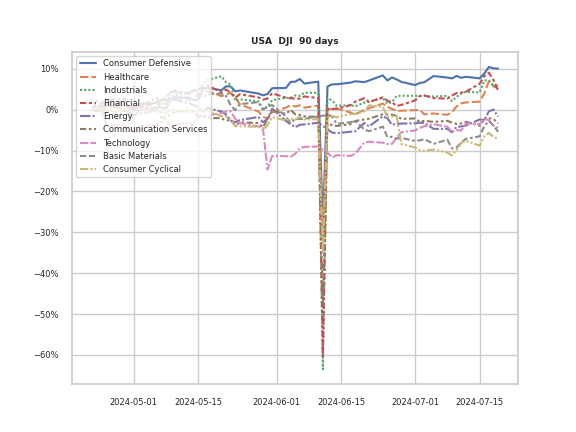 USA DJI 90 days
10%
0%
−10%
−20%
−30%
−40%
−50%
−60%
Consumer Defensive
Healthcare
Industrials
Financial
Energy
Communication Services
Technology
Basic Materials
Consumer Cyclical
2024-05-01
2024-05-15
2024-06-01
2024-06-15
2024-07-01
2024-07-15